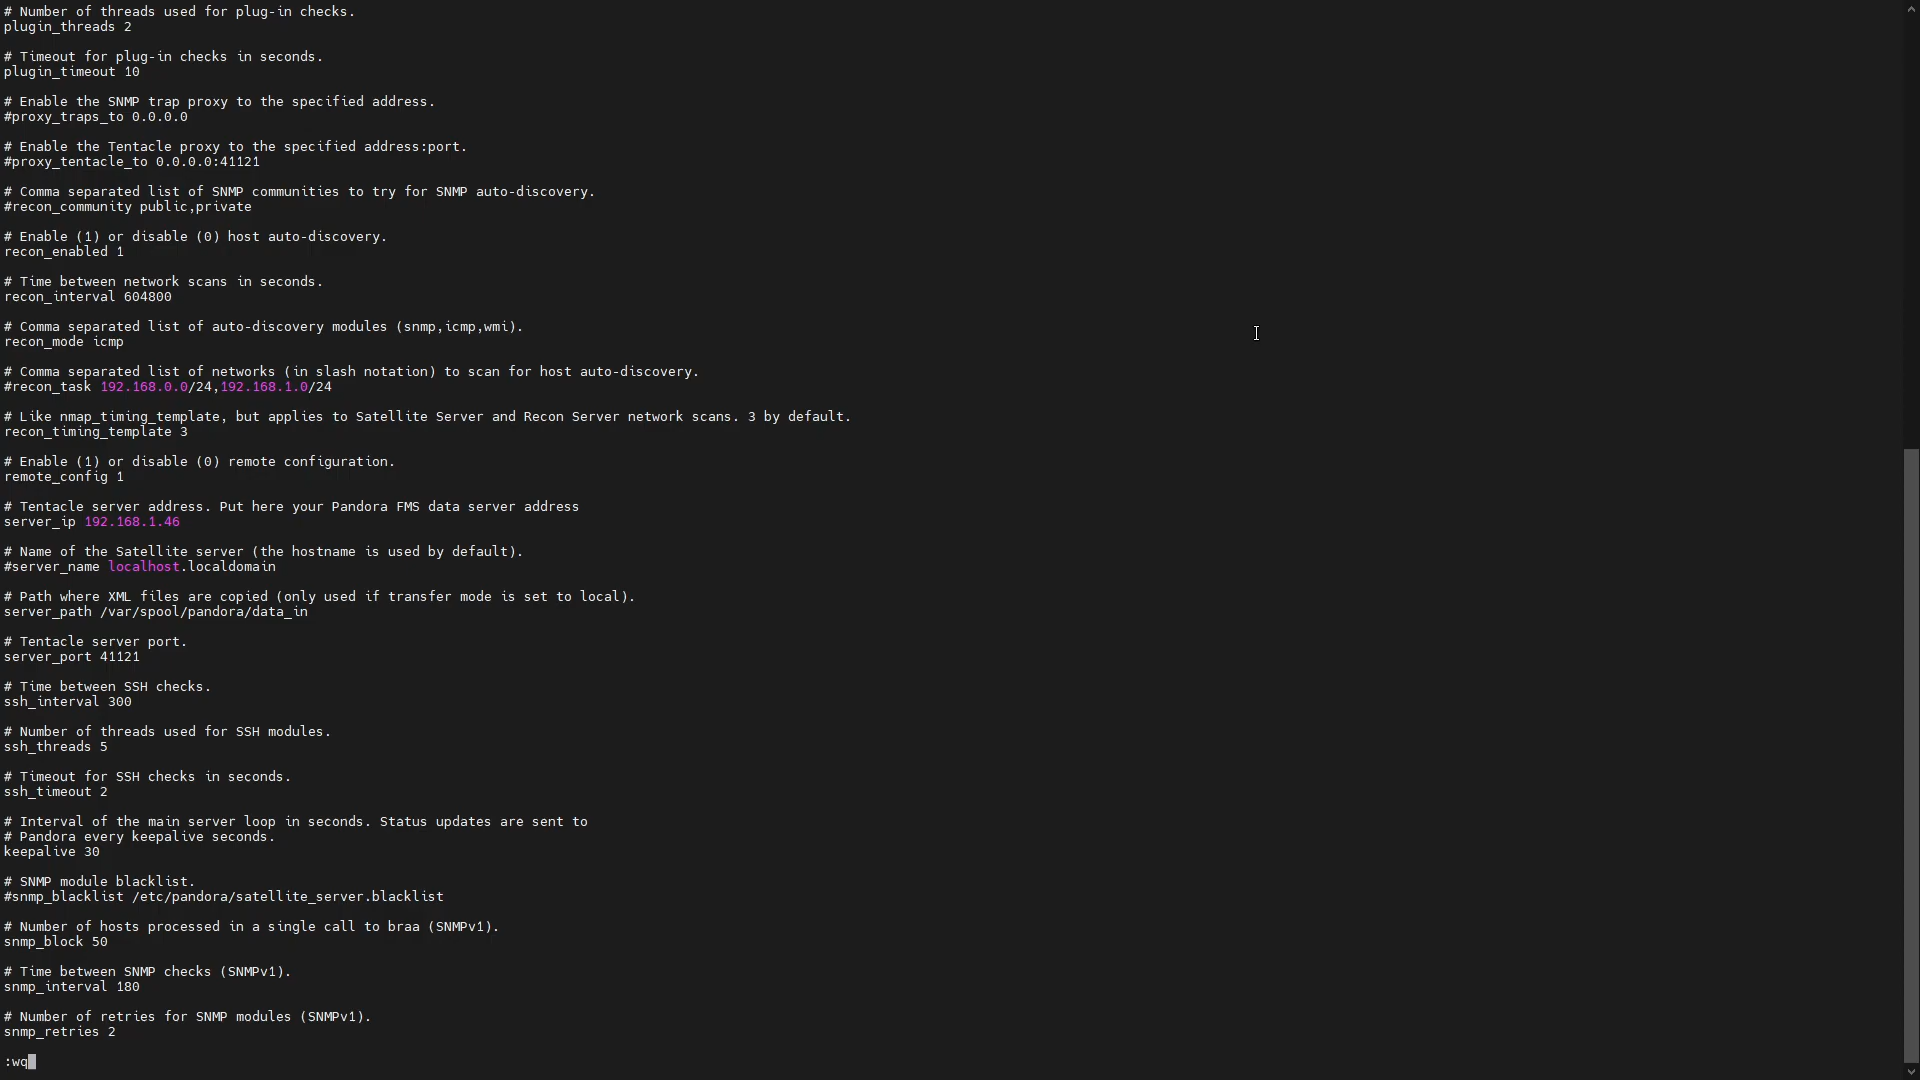 # Number of threads used for plug-in checks.
plugin_threads 2
# Timeout for plug-in checks in seconds.
plugin_timeout 10
# Enable the SNMP trap proxy to the specified address.
#proxy_traps_to 0.0.0.0
# Enable the Tentacle proxy to the specified address:port.
#proxy_tentacle_to 0.0.0.0:41121
# Comma separated list of SNMP communities to try for SNMP auto-discovery.
#recon_community public,private
# Enable (1) or disable (0) host auto-discovery.
recon_enabled 1
# Time between network scans in seconds.
recon_interval 604800
# Comma separated list of auto-discovery modules (snmp,icmp,wmi).
recon_mode icmp
# Comma separated list of networks (in slash notation) to scan for host auto-discovery.
#recon_task 192.168.0.0/24,192.168.1.0/24
# Like nmap_timing_template, but applies to Satellite Server and Recon Server network scans. 3 by default.
recon_timing_template 3
# Enable (1) or disable (0) remote configuration.
remote_config 1
# Tentacle server address. Put here your Pandora FMS data server address
server_ip 192.168.1.46
# Name of the Satellite server (the hostname is used by default).
#server_name localhost.localdomain
# Path where XML files are copied (only used if transfer mode is set to local).
server_path /var/spool/pandora/data_in
# Tentacle server port.
server_port 41121
# Time between SSH checks.
ssh_interval 300
# Number of threads used for SSH modules.
ssh_threads 5
# Timeout for SSH checks in seconds.
ssh_timeout 2
# Interval of the main server loop in seconds. Status updates are sent to
# Pandora every keepalive seconds.
keepalive 30
# SNMP module blacklist.
#snmp_blacklist /etc/pandora/satellite_server.blacklist
# Number of hosts processed in a single call to braa (SNMPv1).
snmp_block 50
# Time between SNMP checks (SNMPv1).
snmp_interval 180
# Number of retries for SNMP modules (SNMPv1).
snmp_retries 2
:wq